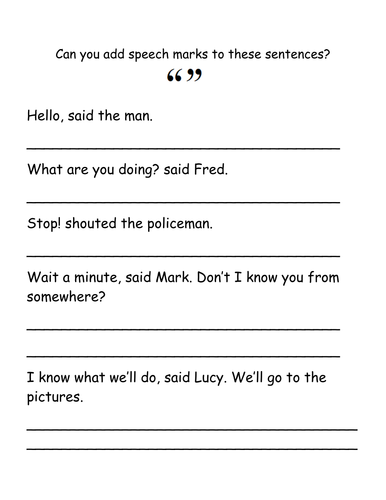 Can you add speech marks to these sentences?
“ ”
Hello, said the man.
What are you doing? said Fred.
Stop! shouted the policeman.
Wait a minute, said Mark. Don’t I know you from
somewhere?
I know what we’ll do, said Lucy. We’ll go to the
pictures.